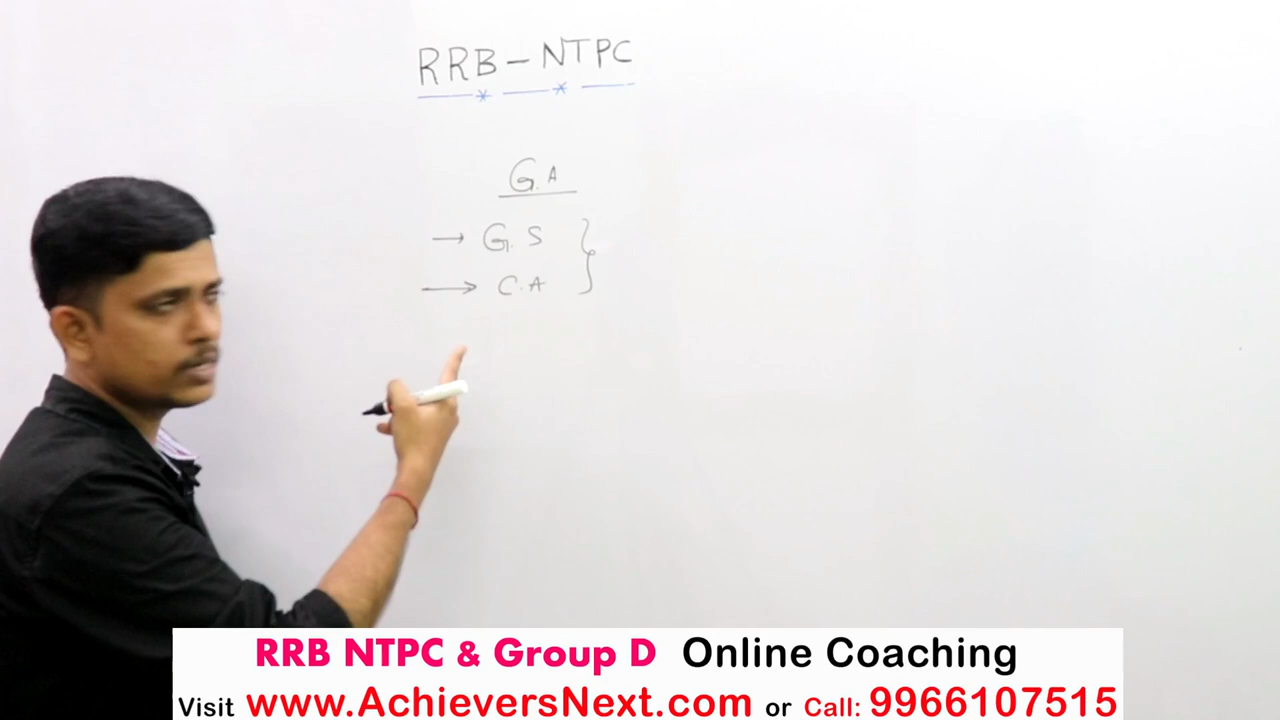 RRB - NTPC
G.A
→ G.S
→ C.A
RRB NTPC & Group D Online Coaching
Visit www.AchieversNext.com or Call: 9966107515